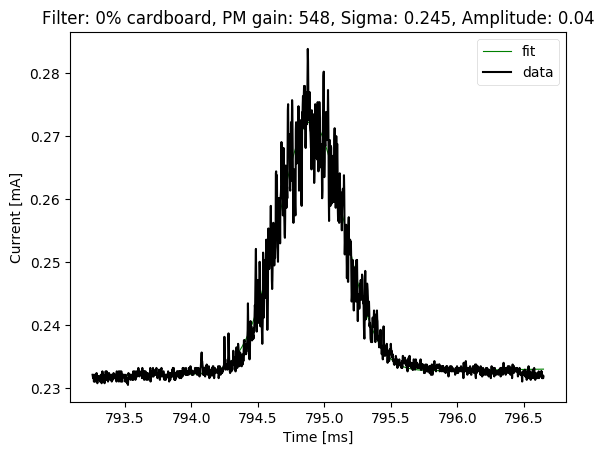 Filter: 0% cardboard, PM gain: 548, Sigma: 0.245, Amplitude: 0.04
fit
data
0.28
0.27
0.26
0.25
0.24
0.23
Current [mA]
793.5 794.0 794.5 795.0 795.5 796.0 796.5
Time [ms]